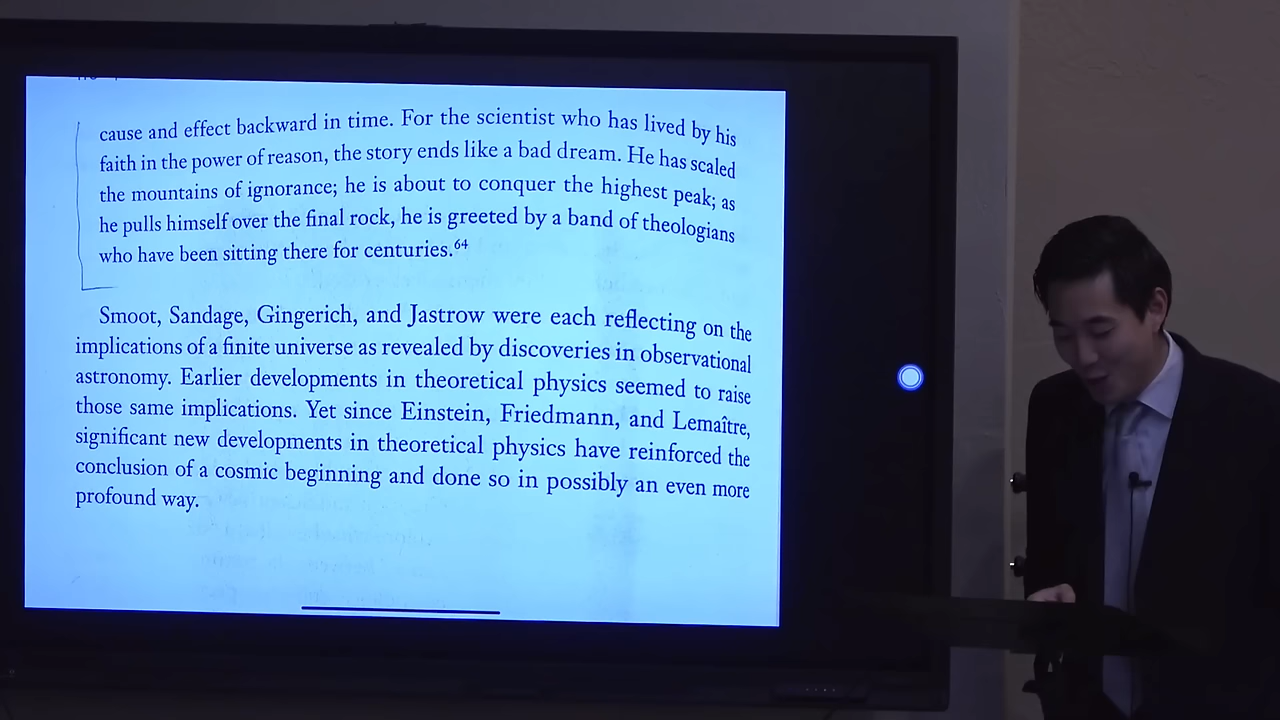 cause and effect backward in time. For the scientist who has lived by his
faith in the power of reason, the story ends like a bad dream. He has scaled
the mountains of ignorance; he is about to conquer the highest peak; as
he pulls himself over the final rock, he is greeted by a band of theologians
who have been sitting there for centuries.64
Smoot, Sandage, Gingerich, and Jastrow were each reflecting on the
implications of a finite universe as revealed by discoveries in observational
astronomy. Earlier developments in theoretical physics seemed to raise
those same implications. Yet since Einstein, Friedmann, and Lemaître,
significant new developments in theoretical physics have reinforced the
conclusion of a cosmic beginning and done so in possibly an even more
profound way.